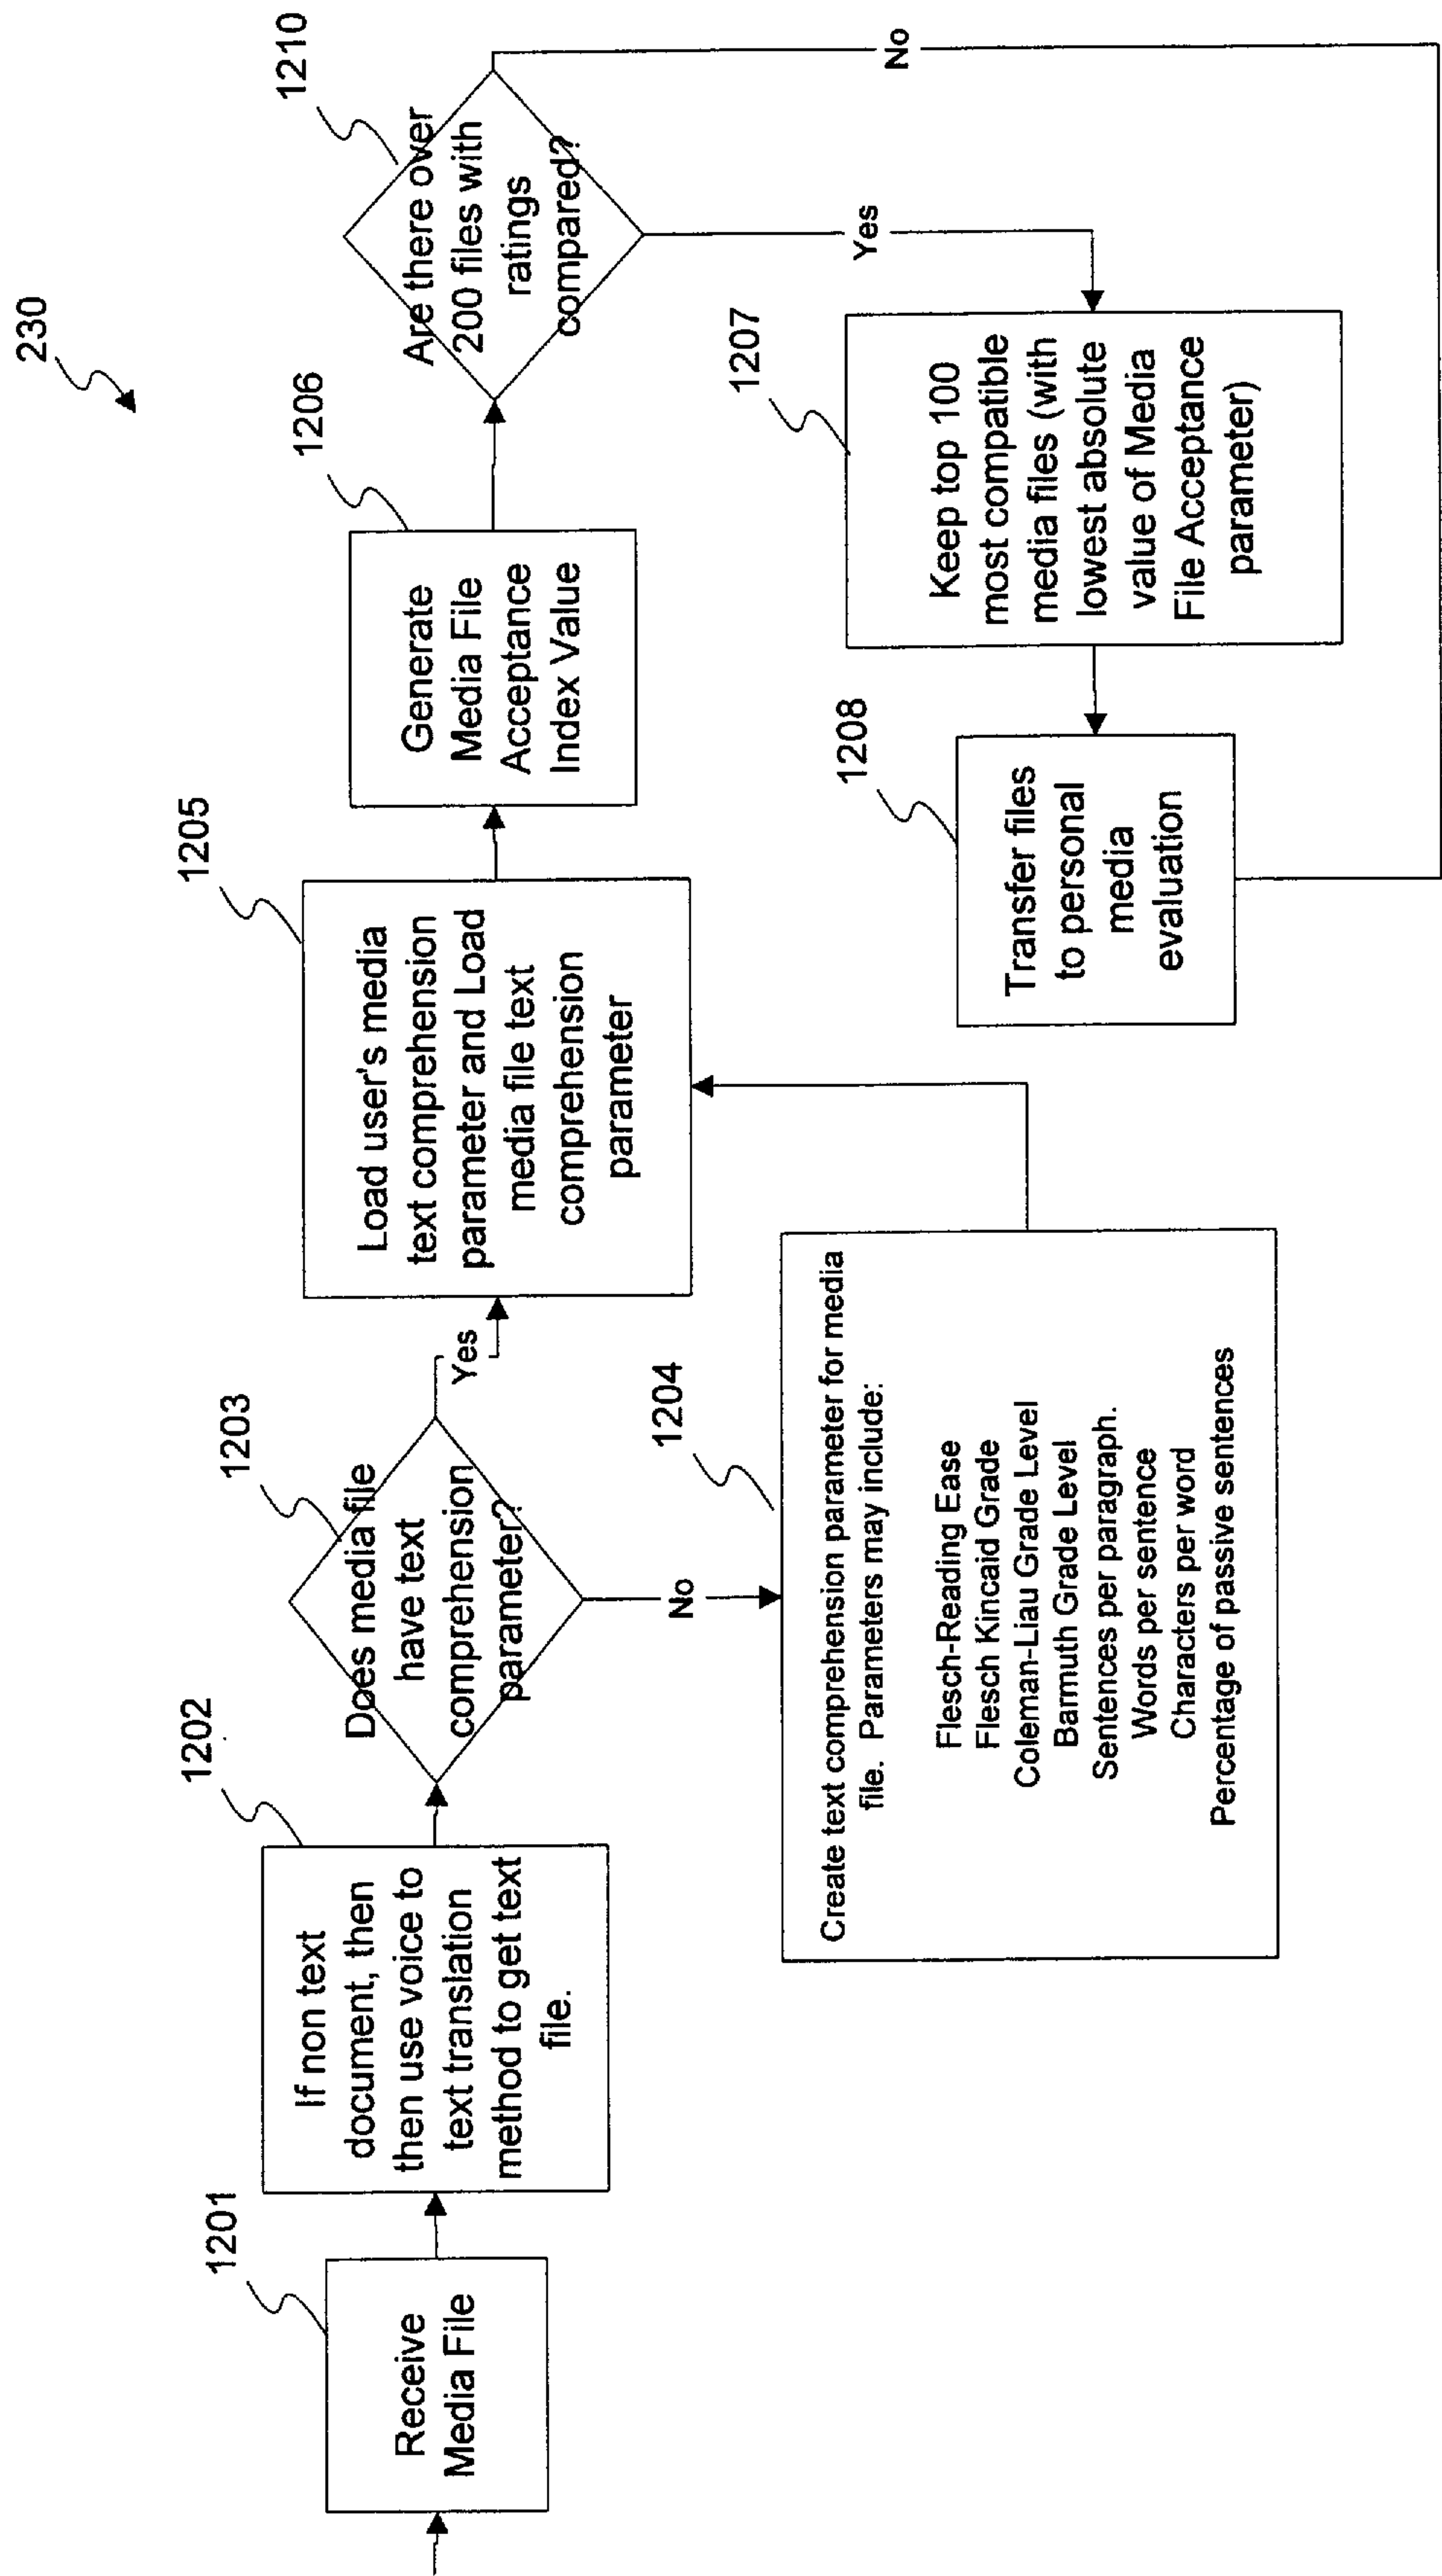 230
1201
Receive
Media File
1202
If non text
document, then
then use voice to
text translation
method to get text
file.
1203
Does media file
have text
comprehension
parameter?
Yes
No
1204
Create text comprehension parameter for media
file. Parameters may include:
Flesch-Reading Ease
Flesch Kincaid Grade
Coleman-Liau Grade Level
Barmuth Grade Level
Sentences per paragraph.
Words per sentence
Characters per word
Percentage of passive sentences
1205
Load user's media
text comprehension
parameter and Load
media file text
comprehension
parameter
1206
Generate
Media File
Acceptance
Index Value
1210
Are there over
200 files with
ratings
compared?
Yes
No
1207
Keep top 100
most compatible
media files (with
lowest absolute
value of Media
File Acceptance
parameter)
1208
Transfer files
to personal
media
evaluation